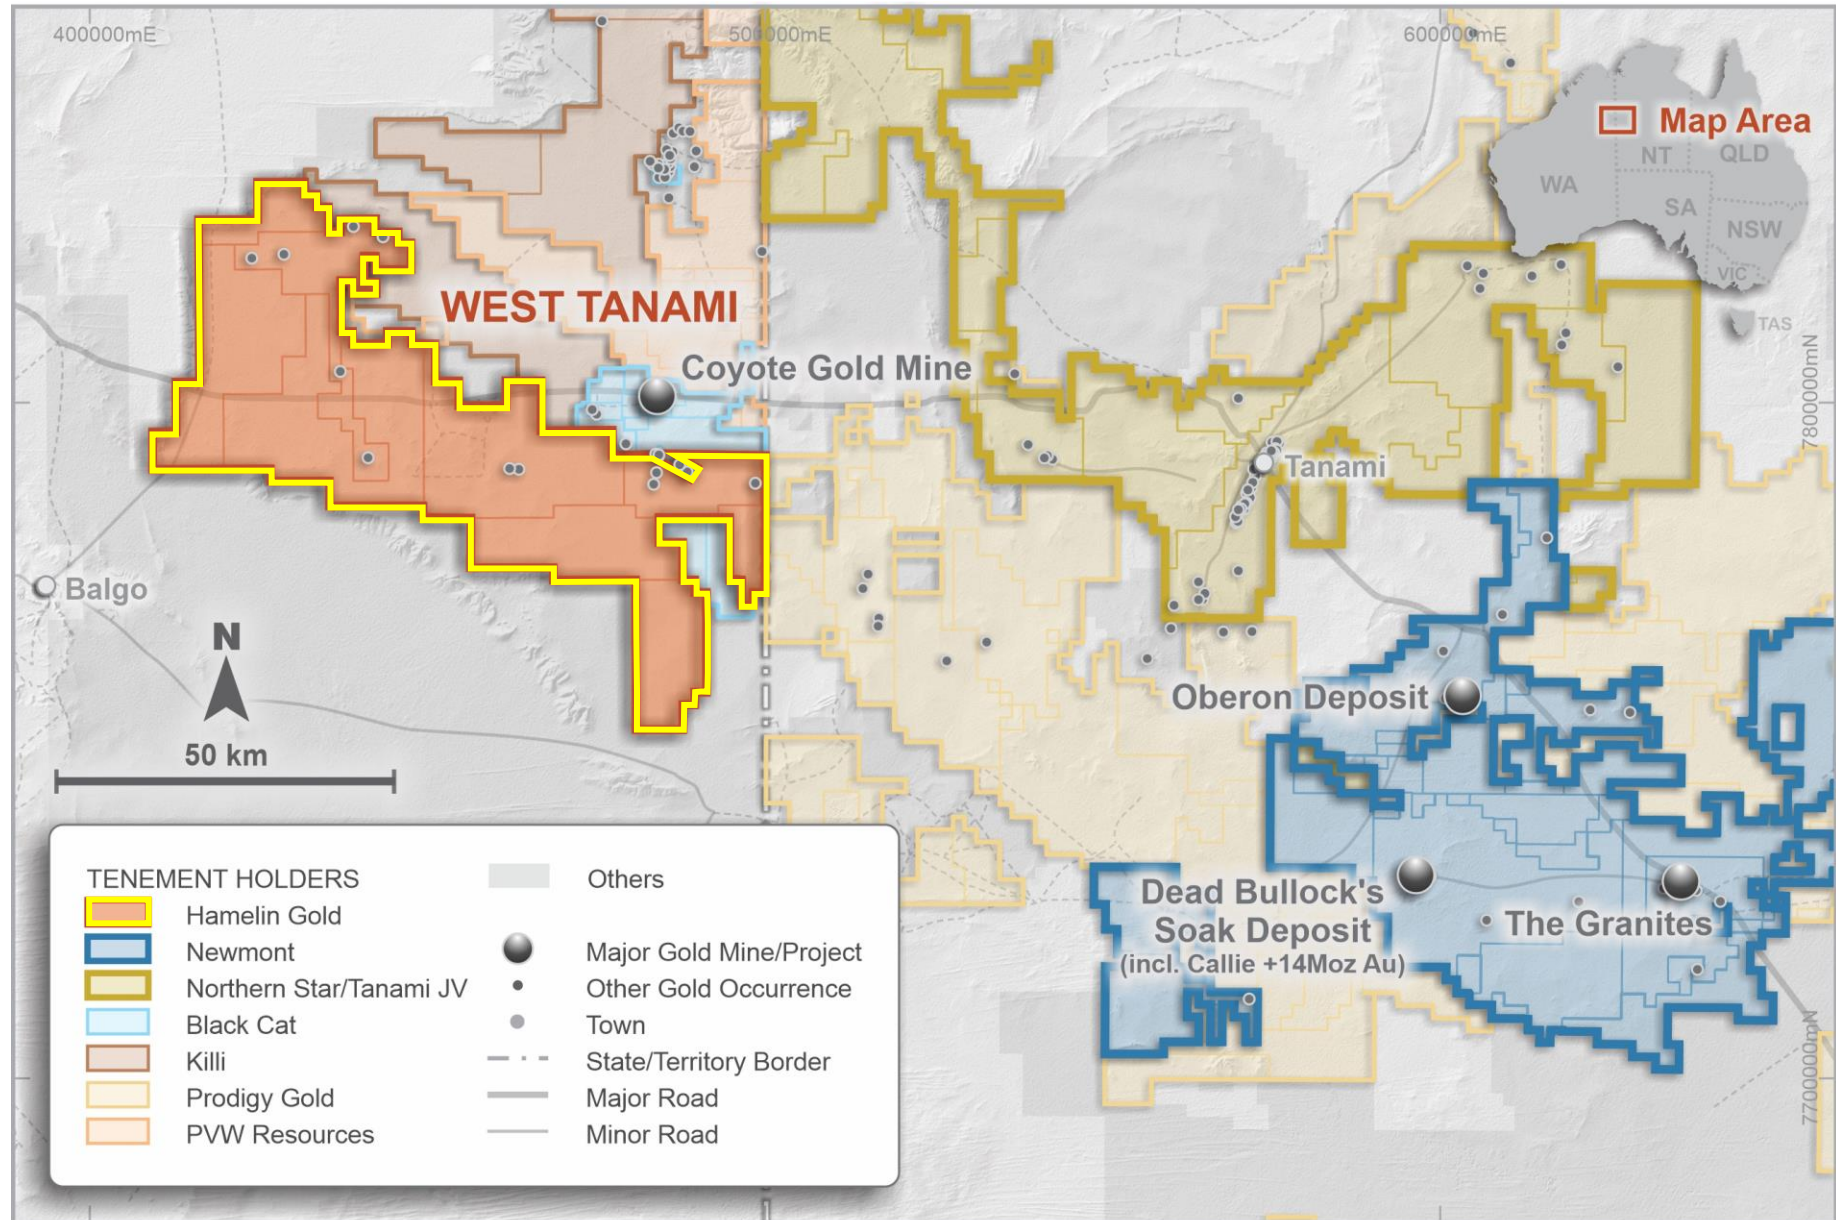 400000mE
500000mE
600000mE
Map Area
NT
QLD
WA
SA
NSW
VIC
TAS
WEST TANAMI
Coyote Gold Mine
7800000mN
Tanami
Balgo
N
50 km
Oberon Deposit
Dead Bullock's
Soak Deposit
(incl. Callie +14Moz Au)
The Granites
7700000mN
TENEMENT HOLDERS
Hamelin Gold
Newmont
Northern Star/Tanami JV
Black Cat
Killi
Prodigy Gold
PVW Resources
Others
Major Gold Mine/Project
Other Gold Occurrence
Town
State/Territory Border
Major Road
Minor Road